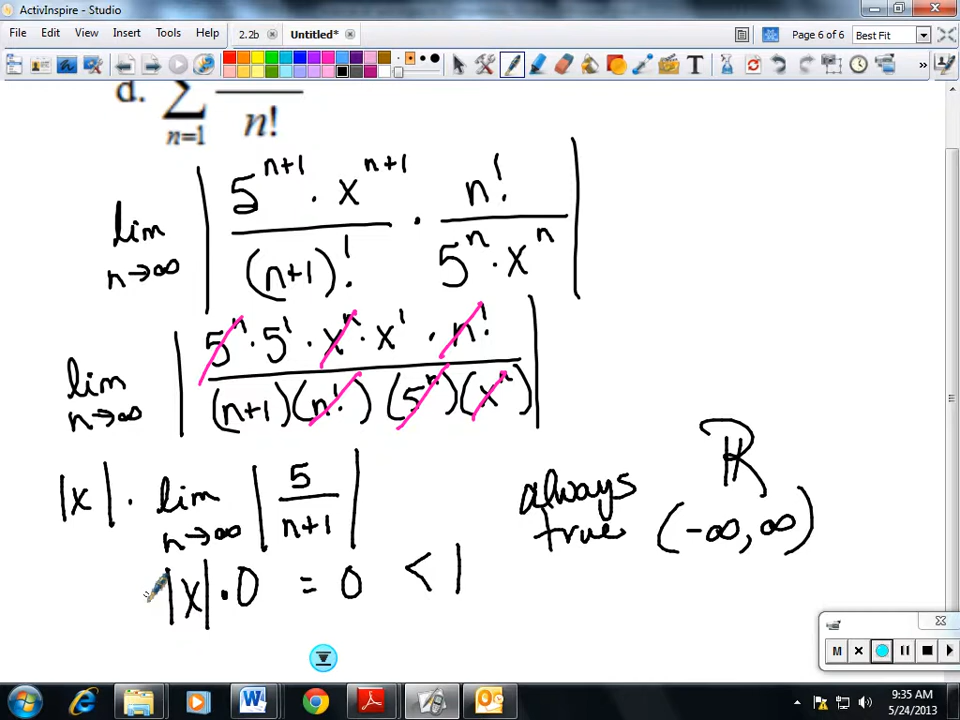 ActivInspire - Studio
File Edit View Insert Tools Help 2.2b Untitled* Page 6 of 6 Best Fit
d. ∑ n=1 n!
lim n→∞ | 5^{n+1} · x^{n+1} / (n+1)! · n! / 5^n · x^n |
lim n→∞ | 5^n · 5^1 · x^n · x^1 · n! / (n+1)(n!) (5^n)(x^n) |
|x| · lim n→∞ | 5 / n+1 | always true ℝ (-∞, ∞)
|x| · 0 = 0 < 1
M
9:35 AM
5/24/2013